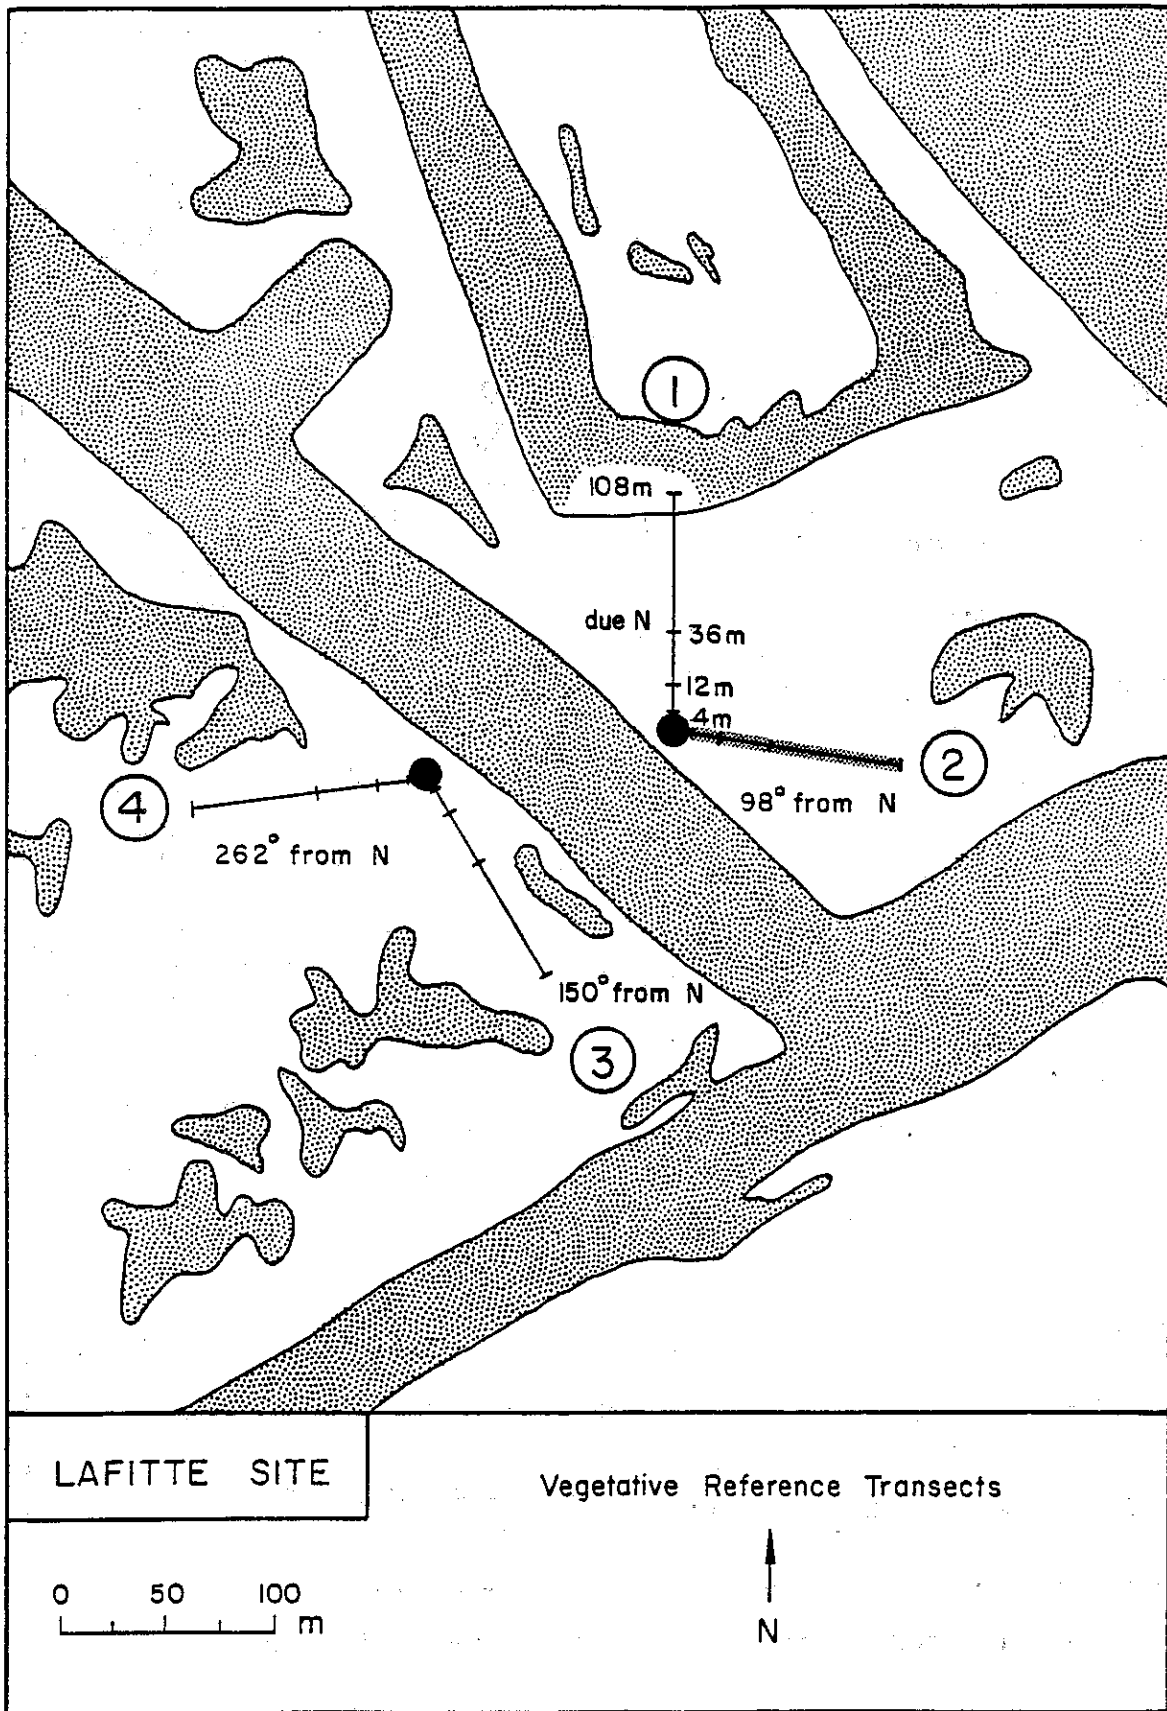 1
108m
due N
36m
12m
4m
2
98° from N
4
262° from N
150° from N
3
LAFITTE SITE
Vegetative Reference Transects
0 50 100
m
N